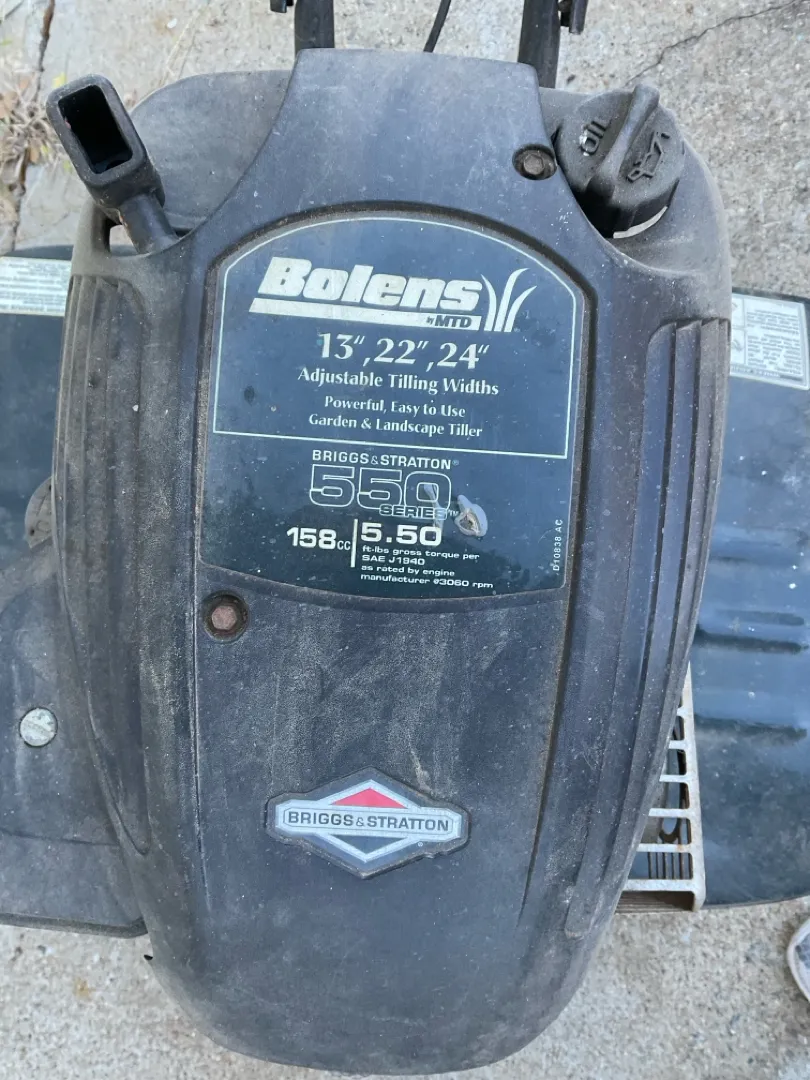 OIL
Bolens
by MTD
13", 22", 24"
Adjustable Tilling Widths
Powerful, Easy to Use
Garden & Landscape Tiller
BRIGGS & STRATTON®
550
SERIES™
158cc
5.50
ft-lbs gross torque per
SAE J1940
as rated by engine
manufacturer @3060 rpm
D10838 AC
BRIGGS & STRATTON®